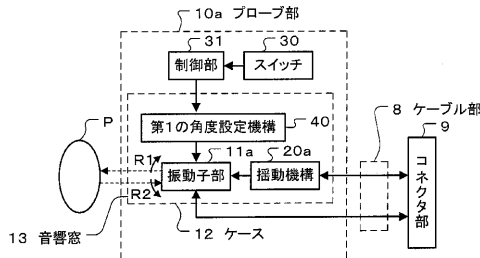 10a プローブ部
31
30
制御部
スイッチ
P
第1の角度設定機構
40
8 ケーブル部
9
R1
11a
20a
振動子部
揺動機構
コネクタ部
R2
13 音響窓
12 ケース